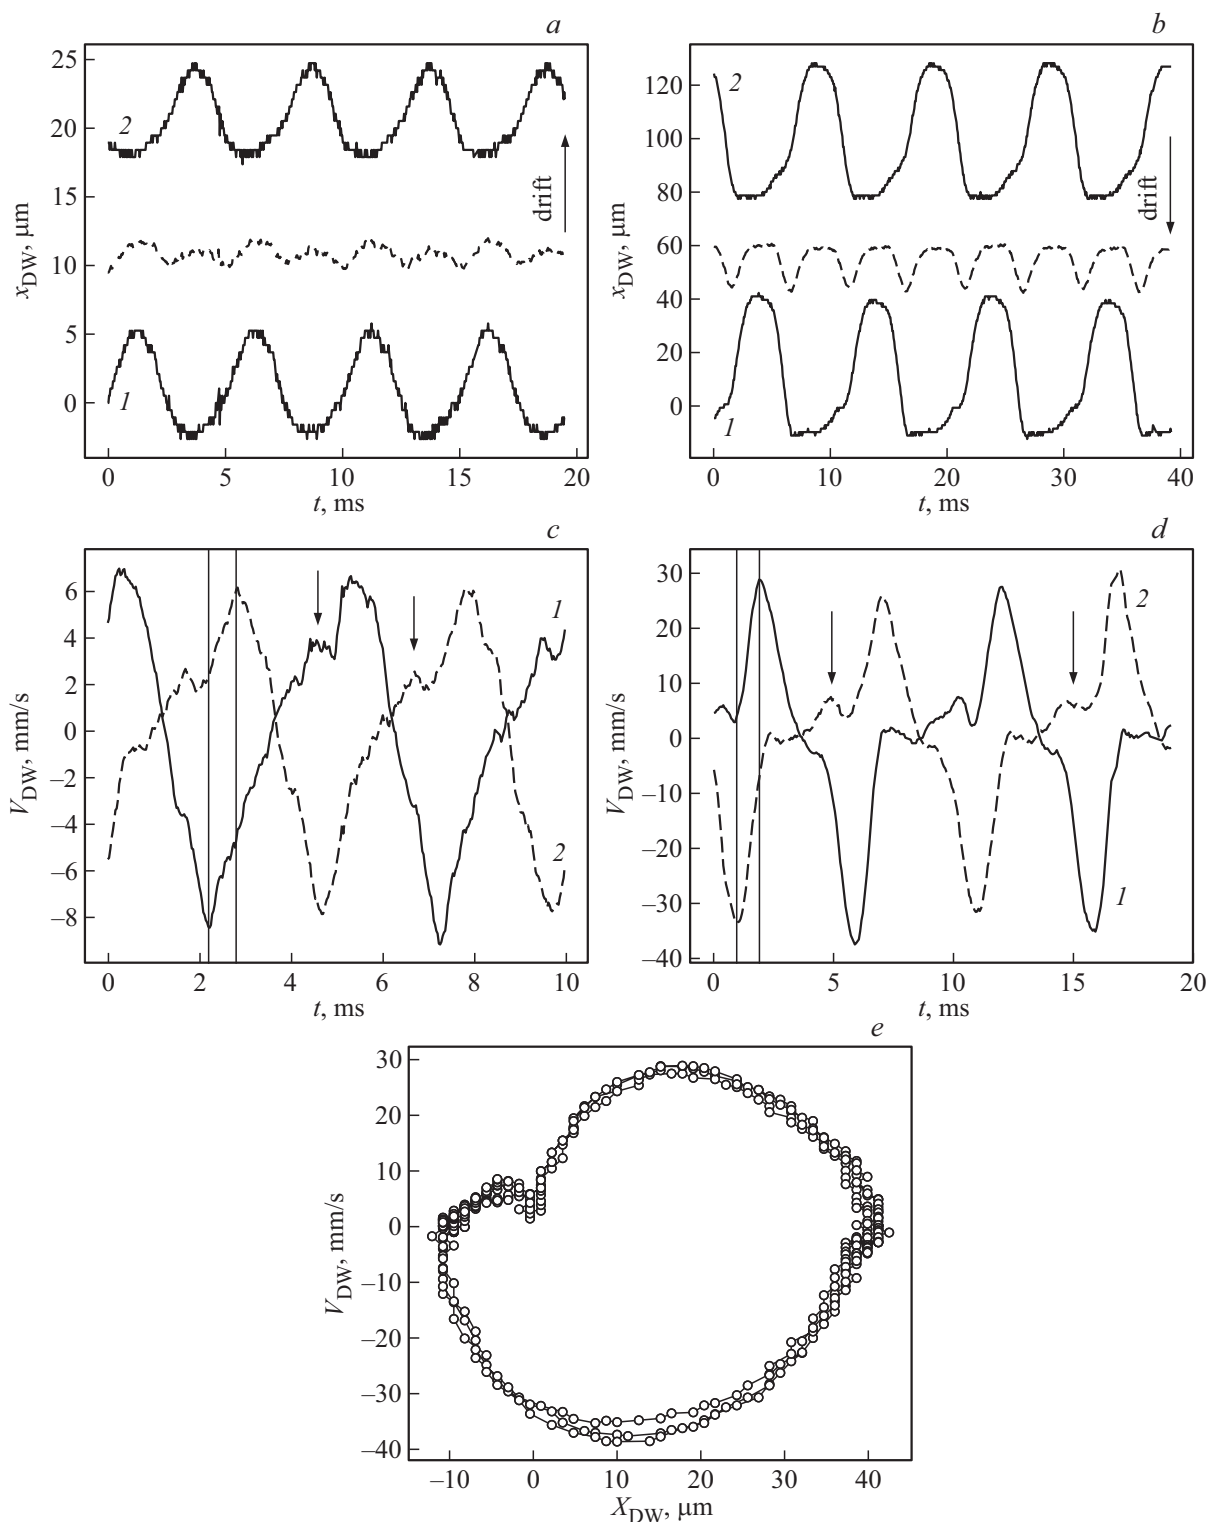 a
25
20
15
10
5
0
x_DW, μm
2
1
drift
0 5 10 15 20
t, ms
b
120
100
80
60
40
20
0
x_DW, μm
2
1
drift
0 10 20 30 40
t, ms
c
6
4
2
0
–2
–4
–6
–8
V_DW, mm/s
1
2
0 2 4 6 8 10
t, ms
d
30
20
10
0
–10
–20
–30
–40
V_DW, mm/s
2
1
0 5 10 15 20
t, ms
e
30
20
10
0
–10
–20
–30
–40
V_DW, mm/s
–10 0 10 20 30 40
X_DW, μm